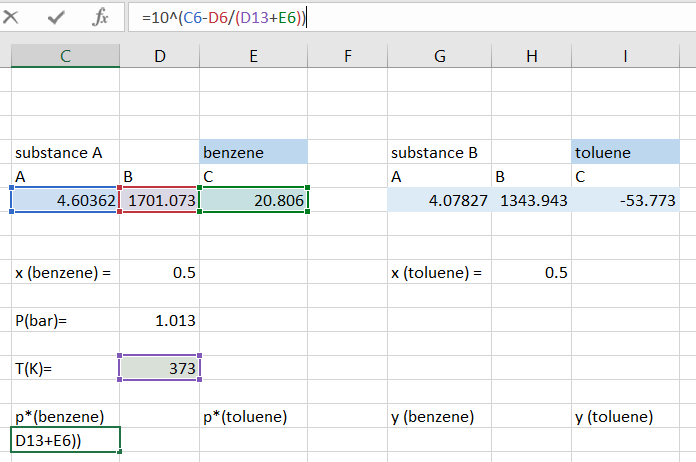 fx =10^(C6-D6/(D13+E6))
C D E F G H I
substance A benzene substance B toluene
A B C A B C
4.60362 1701.073 20.806 4.07827 1343.943 -53.773
x (benzene) = 0.5 x (toluene) = 0.5
P(bar)= 1.013
T(K)= 373
p*(benzene) p*(toluene) y (benzene) y (toluene)
D13+E6))